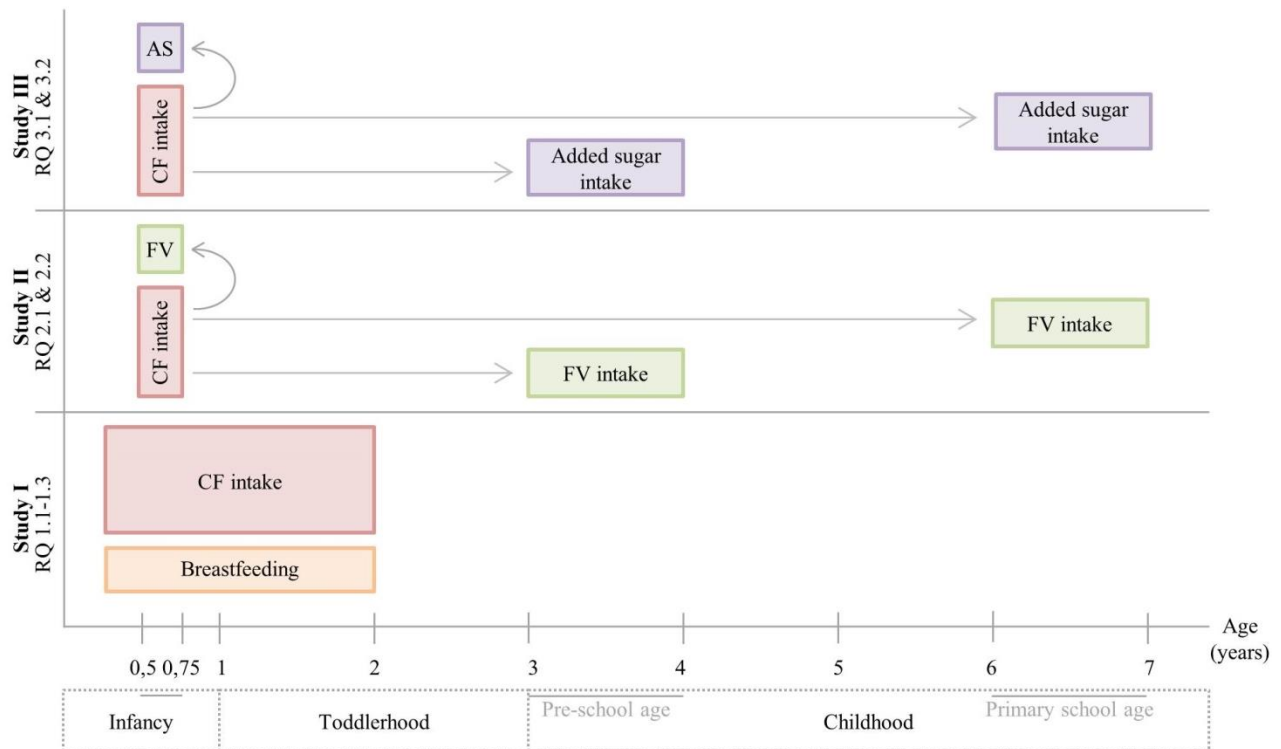 Study III
RQ 3.1 & 3.2
AS
CF intake
Added sugar
intake
Added sugar
intake
Study II
RQ 2.1 & 2.2
FV
CF intake
FV intake
FV intake
Study I
RQ 1.1-1.3
CF intake
Breastfeeding
0,5 0,75 1 2 3 4 5 6 7
Age
(years)
Infancy Toddlerhood Pre-school age Childhood Primary school age